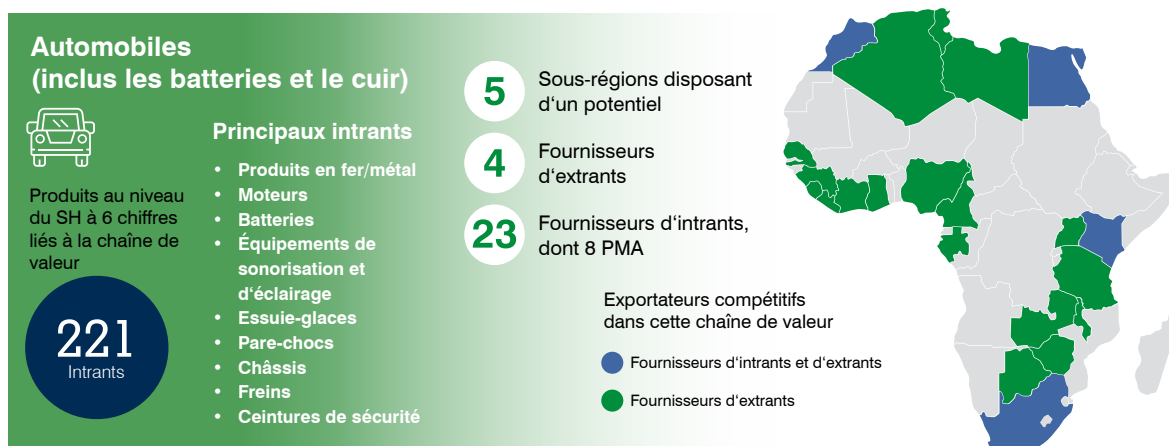 Automobiles
(inclus les batteries et le cuir)
Produits au niveau
du SH à 6 chiffres
liés à la chaîne de
valeur
221
Intrants
Principaux intrants
• Produits en fer/métal
• Moteurs
• Batteries
• Équipements de
sonorisation et
d‘éclairage
• Essuie-glaces
• Pare-chocs
• Châssis
• Freins
• Ceintures de sécurité
5
Sous-régions disposant
d‘un potentiel
4
Fournisseurs
d‘extrants
23
Fournisseurs d‘intrants,
dont 8 PMA
Exportateurs compétitifs
dans cette chaîne de valeur
Fournisseurs d‘intrants et d‘extrants
Fournisseurs d‘extrants